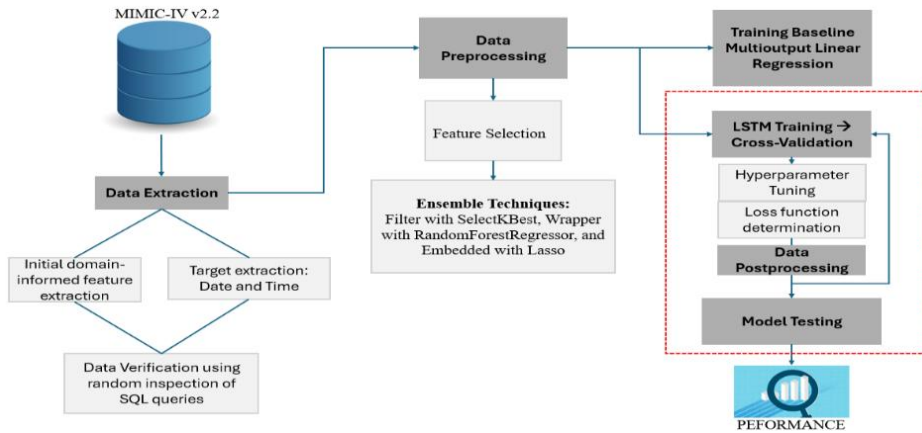 MIMIC-IV v2.2
Data Extraction
Initial domain-
informed feature
extraction
Target extraction:
Date and Time
Data Verification using
random inspection of
SQL queries
Data
Preprocessing
Feature Selection
Ensemble Techniques:
Filter with SelectKBest, Wrapper
with RandomForestRegressor, and
Embedded with Lasso
Training Baseline
Multioutput Linear
Regression
LSTM Training →
Cross-Validation
Hyperparameter
Tuning
Loss function
determination
Data
Postprocessing
Model Testing
PEFORMANCE